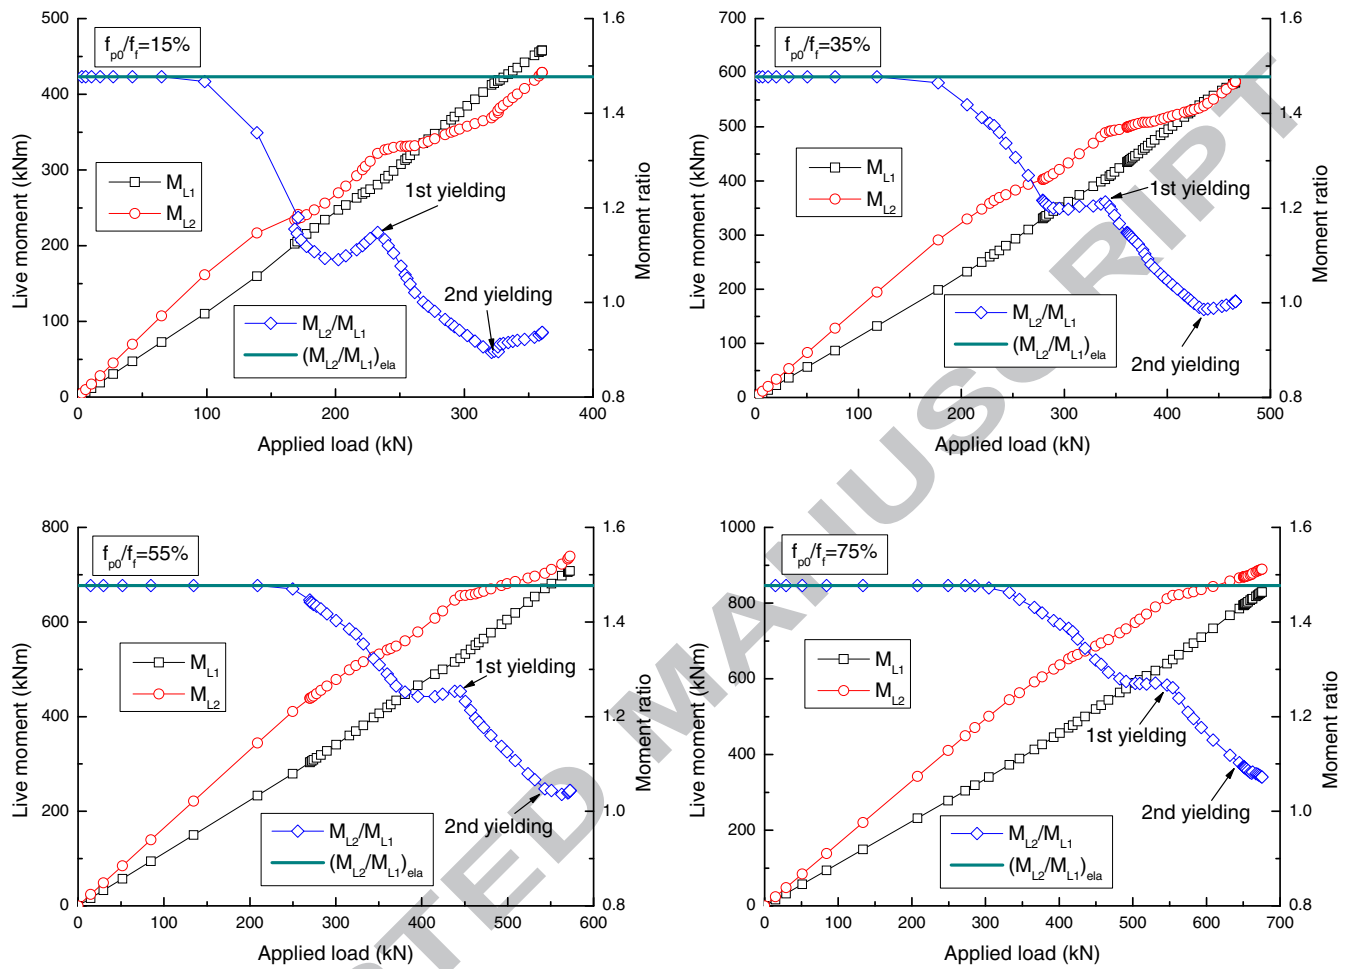 f_p0/f_f=15%
500
400
300
200
100
0
Live moment (kNm)
M_L1
M_L2
1st yielding
2nd yielding
M_L2/M_L1
(M_L2/M_L1)_ela
1.6
1.4
1.2
1.0
0.8
Moment ratio
0 100 200 300 400
Applied load (kN)
f_p0/f_f=35%
700
600
500
400
300
200
100
0
Live moment (kNm)
M_L1
M_L2
1st yielding
M_L2/M_L1
(M_L2/M_L1)_ela
2nd yielding
1.6
1.4
1.2
1.0
0.8
Moment ratio
0 100 200 300 400 500
Applied load (kN)
f_p0/f_f=55%
800
600
400
200
0
Live moment (kNm)
M_L1
M_L2
1st yielding
2nd yielding
M_L2/M_L1
(M_L2/M_L1)_ela
1.6
1.4
1.2
1.0
0.8
Moment ratio
0 100 200 300 400 500 600
Applied load (kN)
f_p0/f_f=75%
1000
800
600
400
200
0
Live moment (kNm)
M_L1
M_L2
1st yielding
2nd yielding
M_L2/M_L1
(M_L2/M_L1)_ela
1.6
1.4
1.2
1.0
0.8
Moment ratio
0 100 200 300 400 500 600 700
Applied load (kN)
PTED MANUSCRIPT